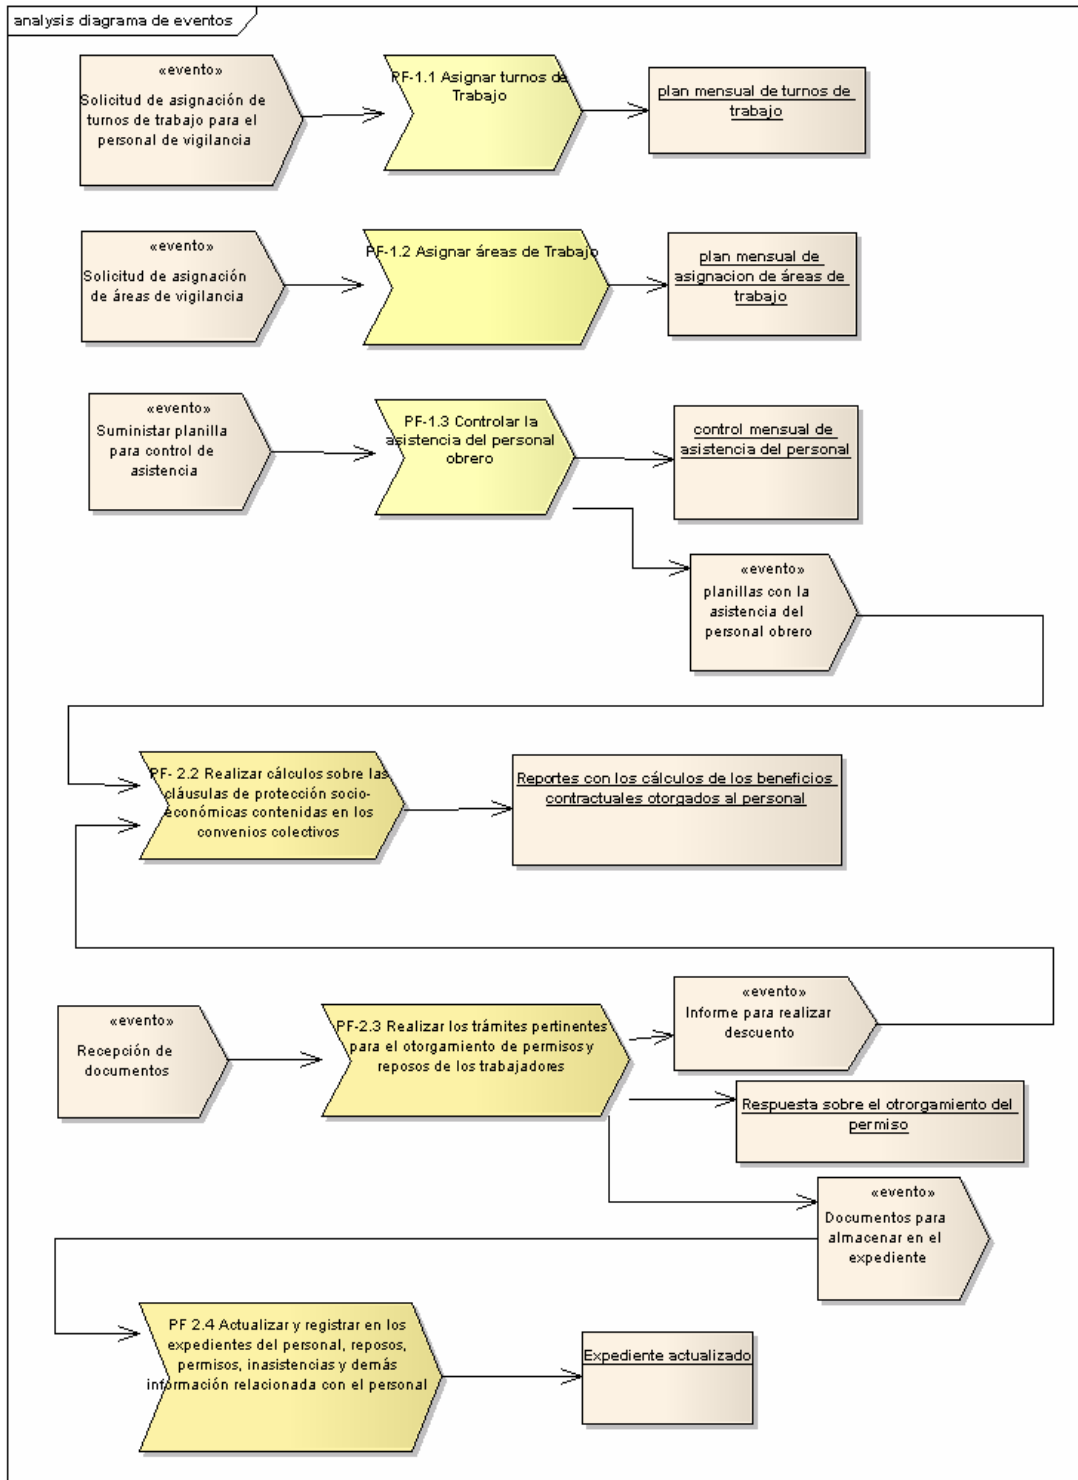 analysis diagrama de eventos
«evento»
Solicitud de asignación de
turnos de trabajo para el
personal de vigilancia
PF-1.1 Asignar turnos de
Trabajo
plan mensual de turnos de
trabajo
«evento»
Solicitud de asignación
de áreas de vigilancia
PF-1.2 Asignar áreas de Trabajo
plan mensual de
asignacion de áreas de
trabajo
«evento»
Suministar planilla
para control de
asistencia
PF-1.3 Controlar la
asistencia del personal
obrero
control mensual de
asistencia del personal
«evento»
planillas con la
asistencia del
personal obrero
PF- 2.2 Realizar cálculos sobre las
cláusulas de protección socio-
económicas contenidas en los
convenios colectivos
Reportes con los cálculos de los beneficios
contractuales otorgados al personal
«evento»
Recepción de
documentos
PF-2.3 Realizar los trámites pertinentes
para el otorgamiento de permisos y
reposos de los trabajadores
«evento»
Informe para realizar
descuento
Respuesta sobre el otrorgamiento del
permiso
«evento»
Documentos para
almacenar en el
expediente
PF 2.4 Actualizar y registrar en los
expedientes del personal, reposos,
permisos, inasistencias y demás
información relacionada con el personal
Expediente actualizado